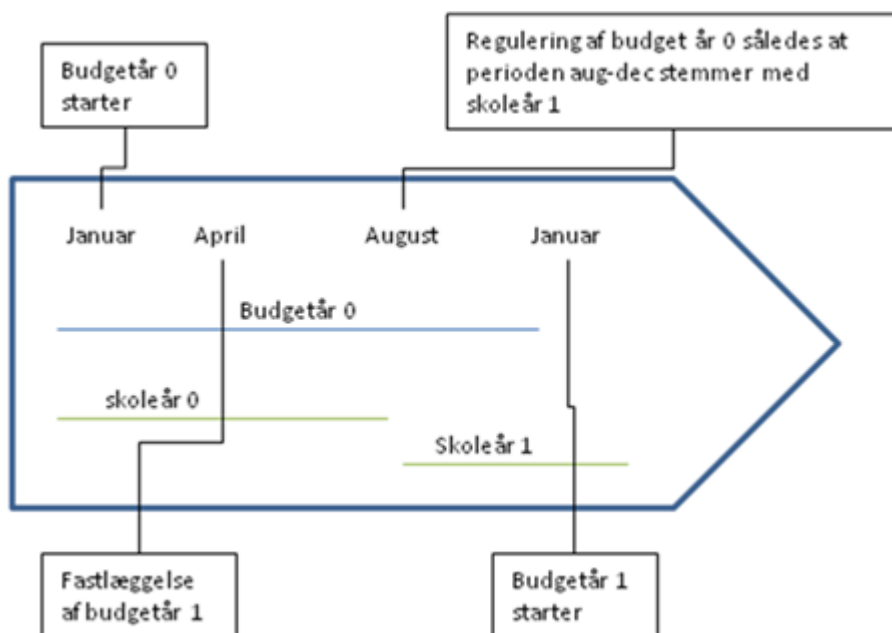 Budgetår 0
starter
Regulering af budget år 0 således at
perioden aug-dec stemmer med
skoleår 1
Januar April August Januar
Budgetår 0
skoleår 0
Skoleår 1
Fastlæggelse
af budgetår 1
Budgetår 1
starter